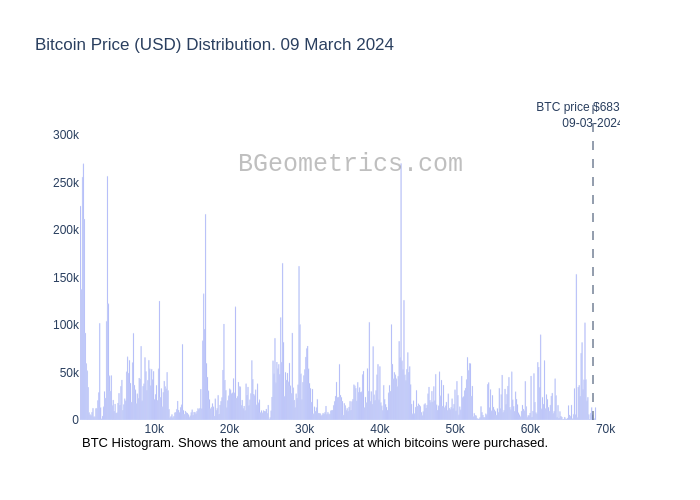 Bitcoin Price (USD) Distribution. 09 March 2024
BTC price $683
09-03-2024
BGeometrics.com
300k
250k
200k
150k
100k
50k
0
10k 20k 30k 40k 50k 60k 70k
BTC Histogram. Shows the amount and prices at which bitcoins were purchased.